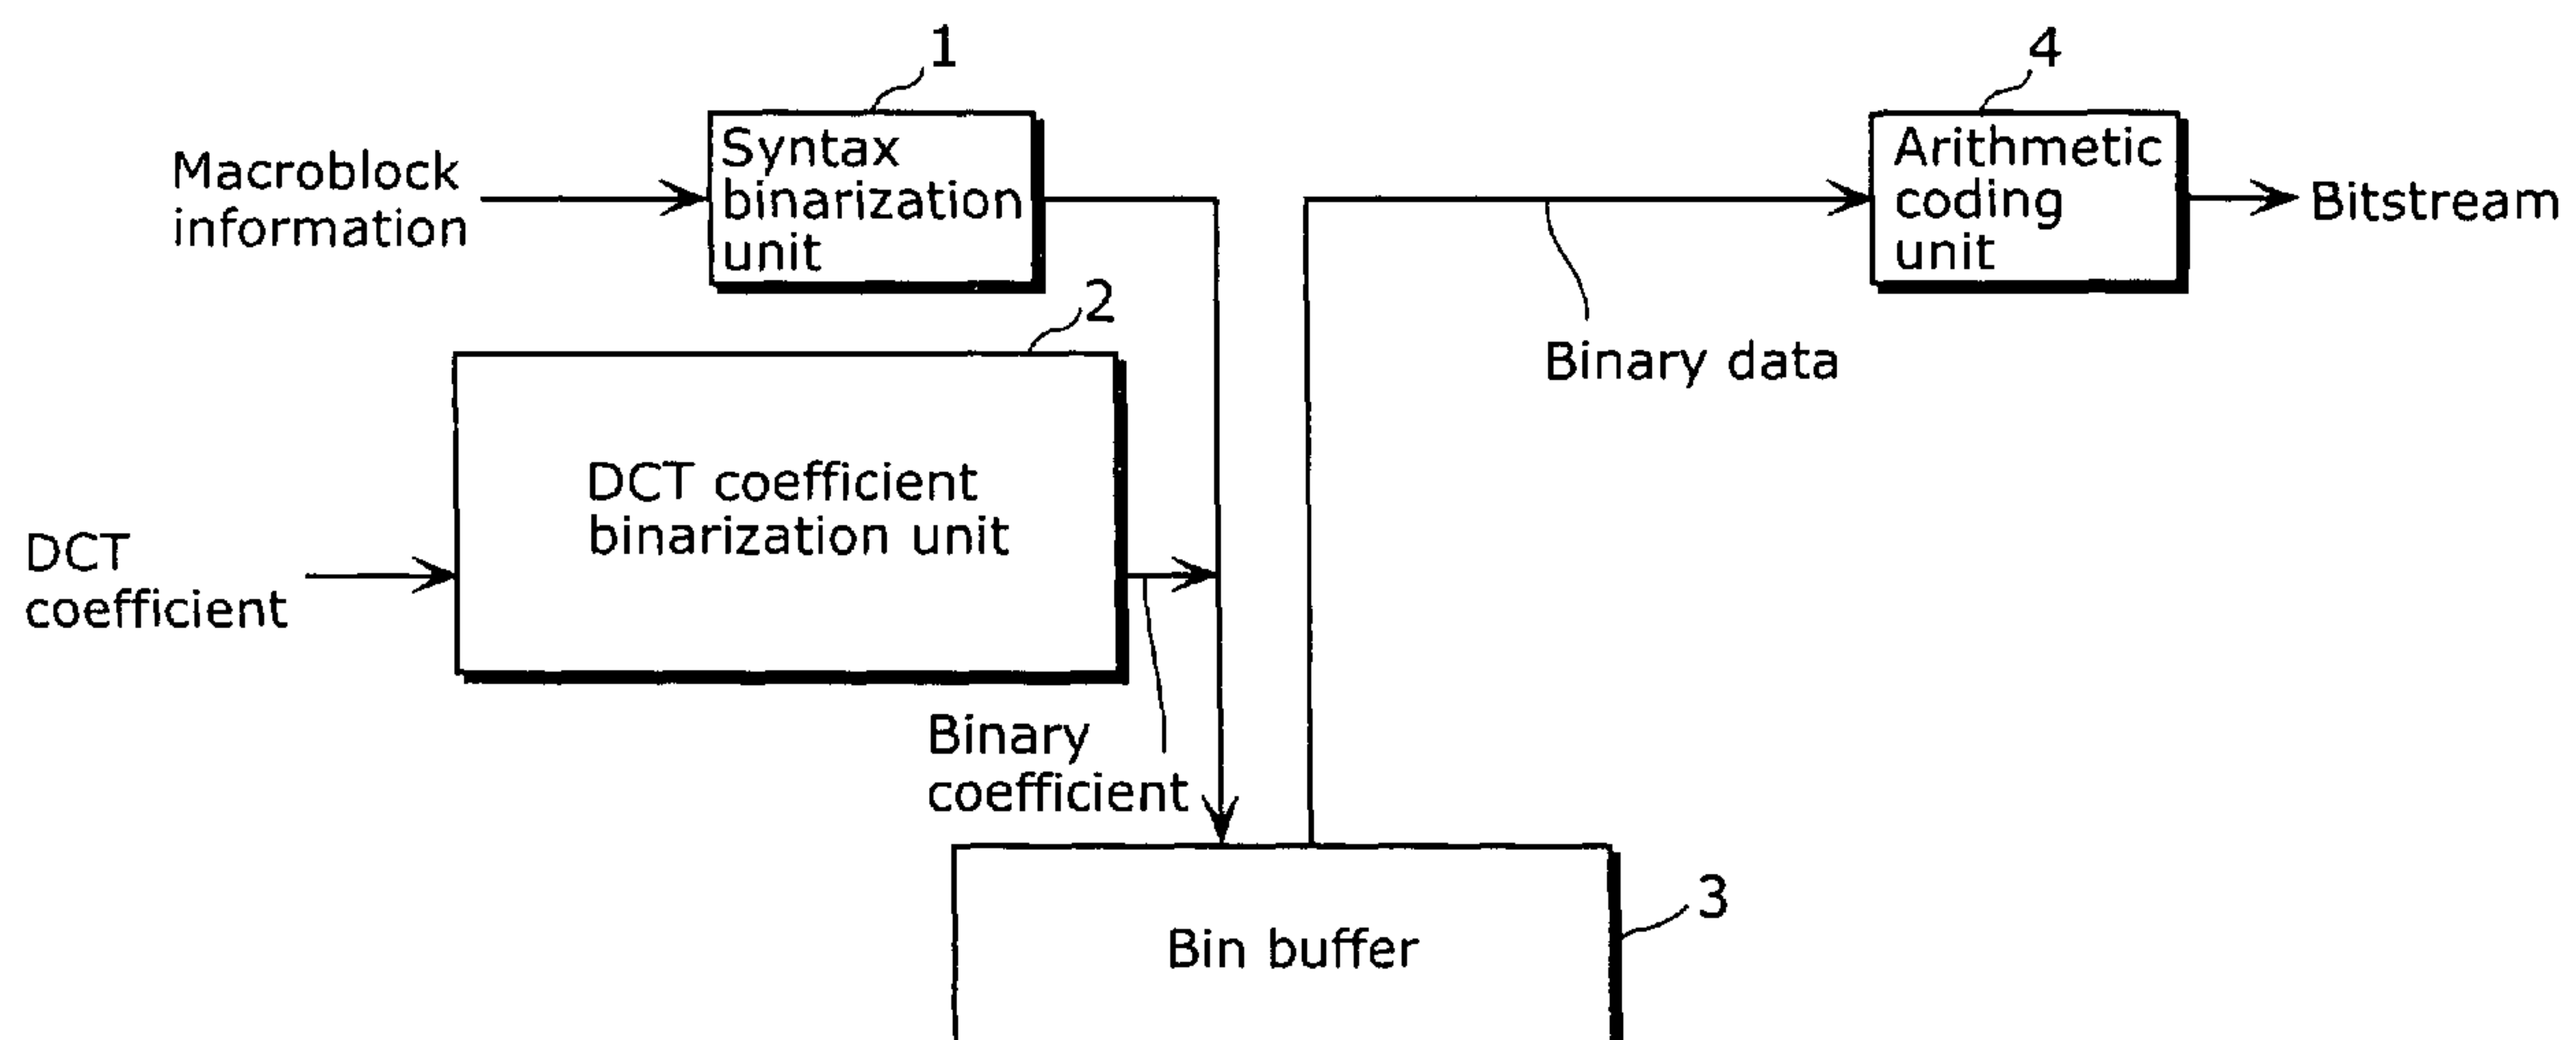 1
4
Macroblock
information
Syntax
binarization
unit
Arithmetic
coding
unit
Bitstream
2
Binary data
DCT coefficient
binarization unit
DCT
coefficient
Binary
coefficient
3
Bin buffer